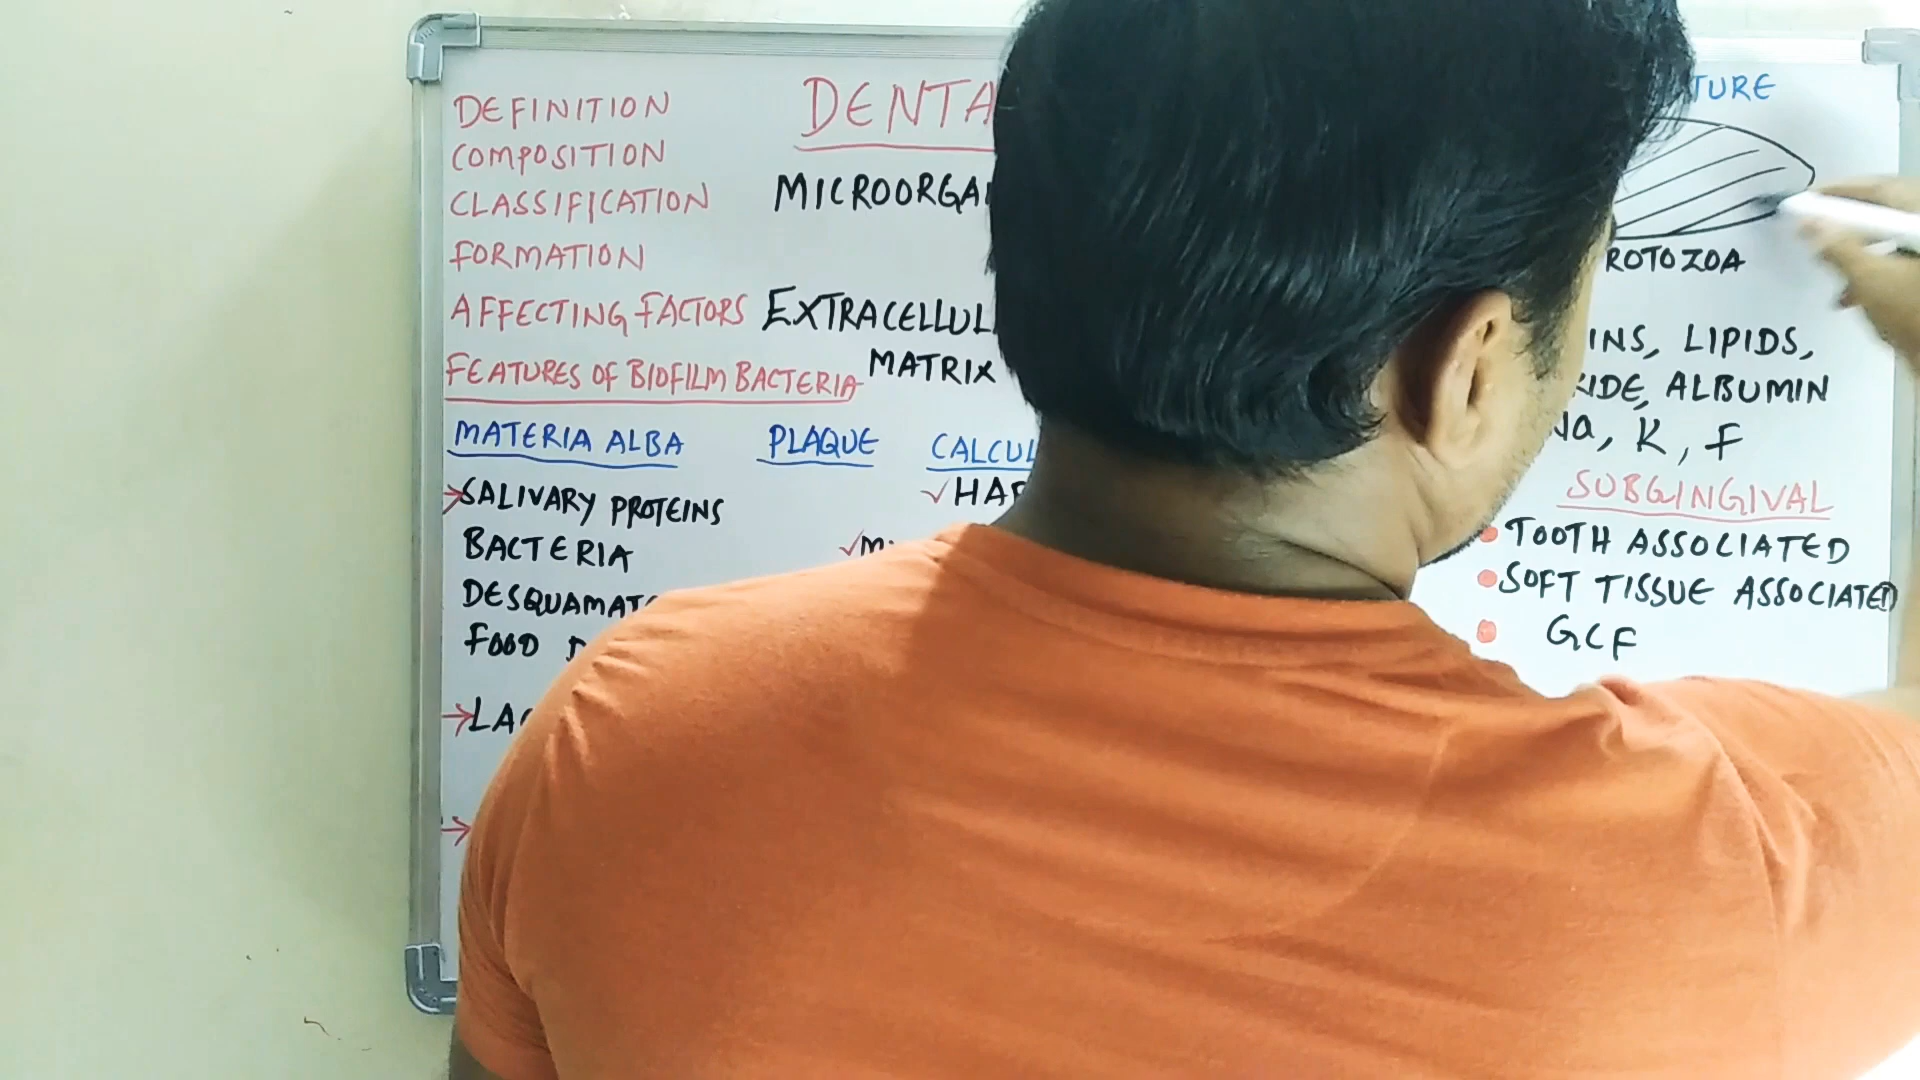 DEFINITION
COMPOSITION
CLASSIFICATION
FORMATION
AFFECTING FACTORS
FEATURES OF BIOFILM BACTERIA
DENTA
MICROORGA
EXTRACELLUL
MATRIX
TURE
ROTOZOA
INS, LIPIDS,
IDE, ALBUMIN
Na, K, F
MATERIA ALBA
SALIVARY PROTEINS
BACTERIA
DESQUAMAT
FOOD
LA
PLAQUE
CALCUL
HAP
SUBGINGIVAL
TOOTH ASSOCIATED
SOFT TISSUE ASSOCIATED
GCF